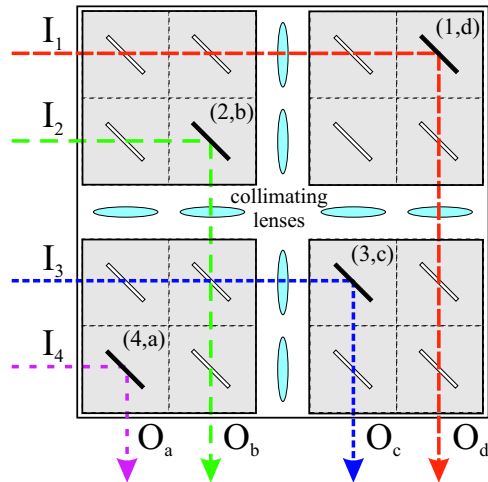 I1
(1,d)
I2
(2,b)
collimating
lenses
I3
(3,c)
I4
(4,a)
Oa
Ob
Oc
Od